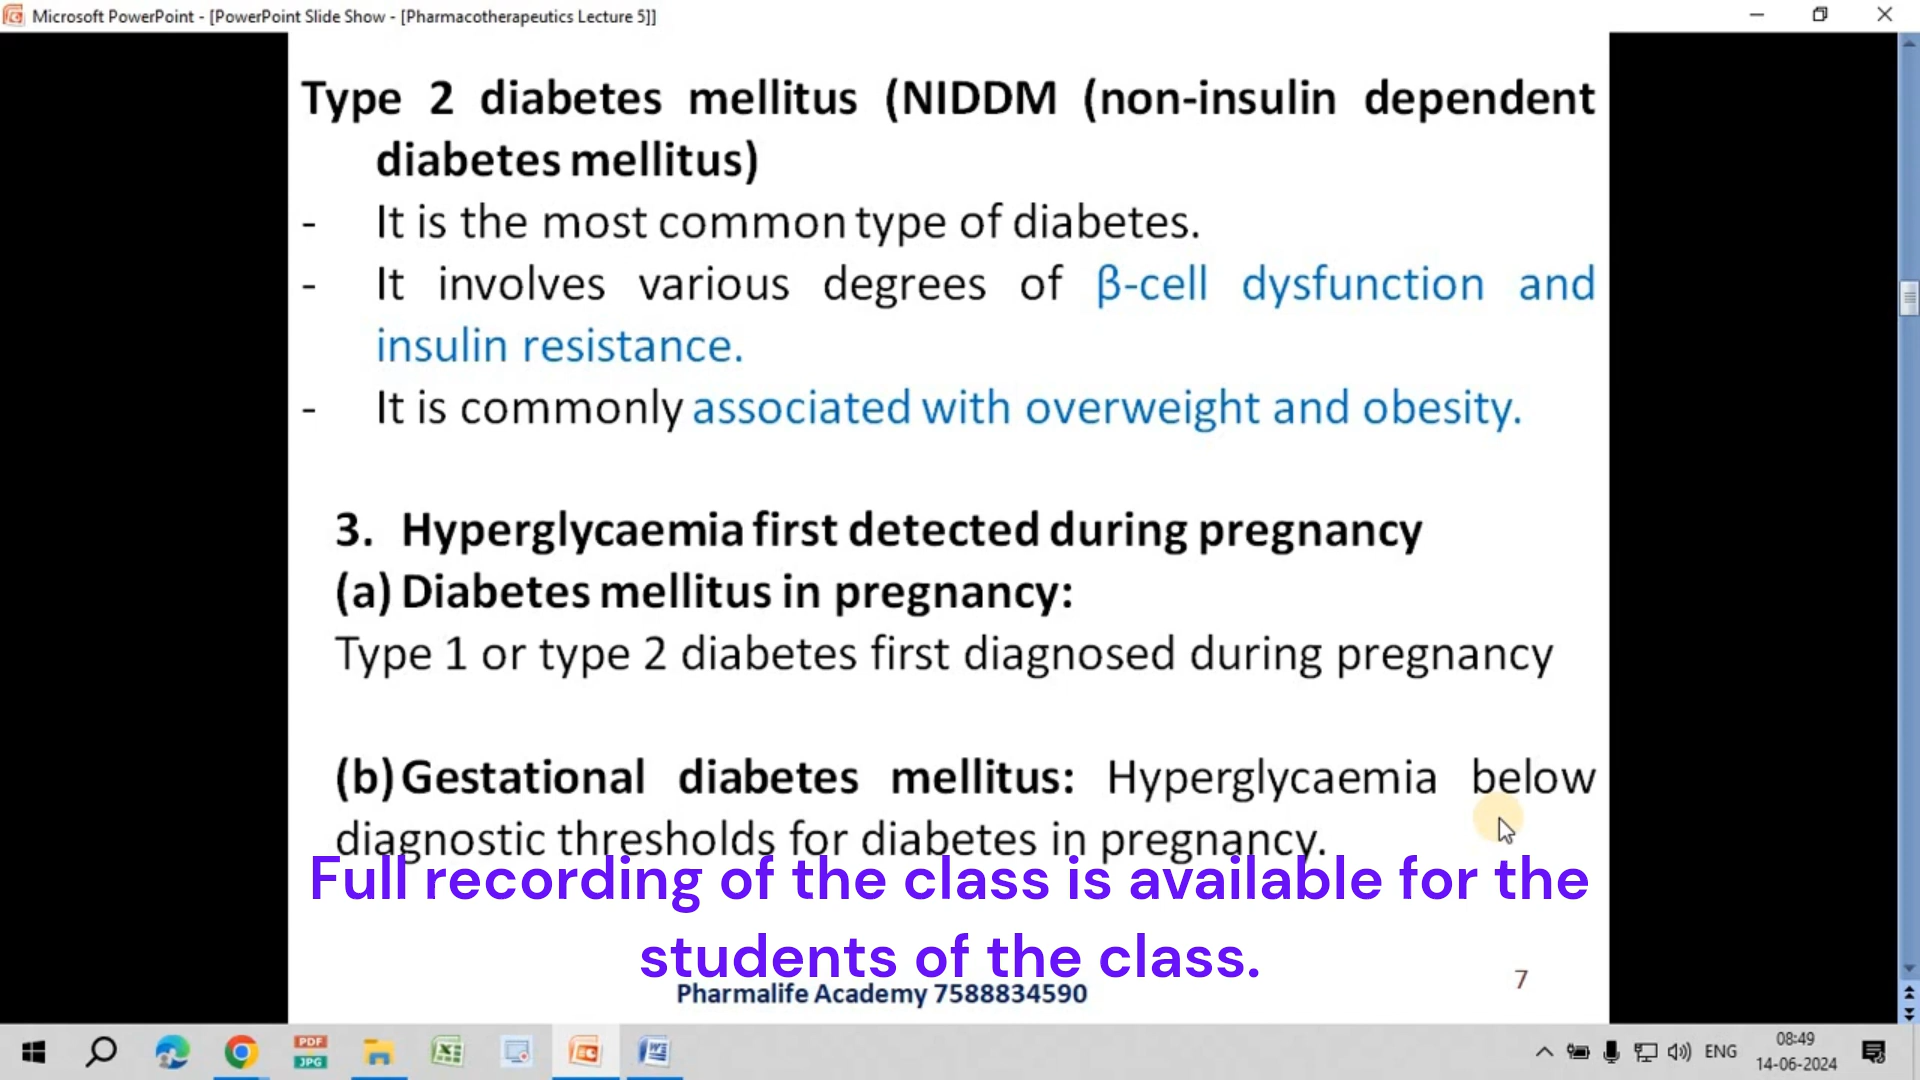 Microsoft PowerPoint - [PowerPoint Slide Show - [Pharmacotherapeutics Lecture 5]]
Type 2 diabetes mellitus (NIDDM (non-insulin dependent
diabetes mellitus)
- It is the most common type of diabetes.
- It involves various degrees of β-cell dysfunction and
insulin resistance.
- It is commonly associated with overweight and obesity.
3. Hyperglycaemia first detected during pregnancy
(a) Diabetes mellitus in pregnancy:
Type 1 or type 2 diabetes first diagnosed during pregnancy
(b) Gestational diabetes mellitus: Hyperglycaemia below
diagnostic thresholds for diabetes in pregnancy.
Full recording of the class is available for the
students of the class.
Pharmalife Academy 7588834590
7
PDF
JPG
ENG
08:49
14-06-2024